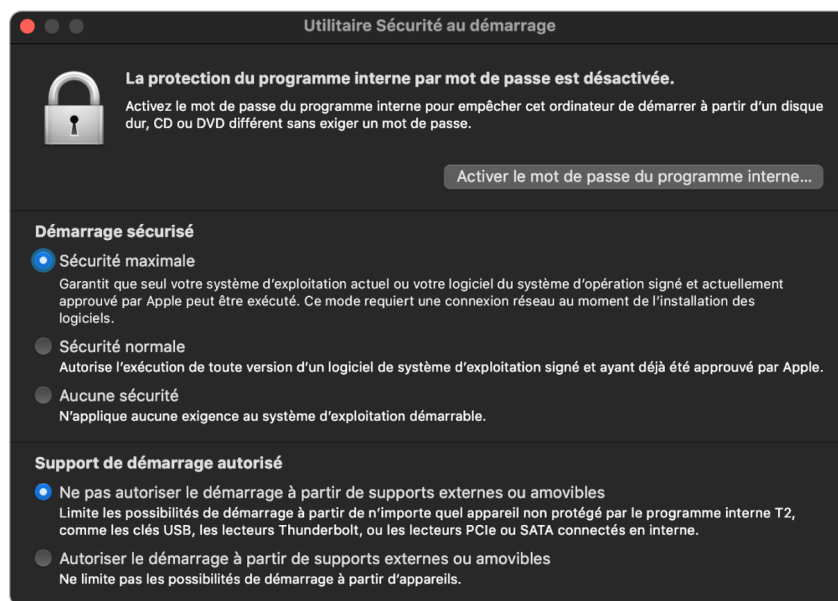 Utilitaire Sécurité au démarrage
La protection du programme interne par mot de passe est désactivée.
Activez le mot de passe du programme interne pour empêcher cet ordinateur de démarrer à partir d’un disque
dur, CD ou DVD différent sans exiger un mot de passe.
Activer le mot de passe du programme interne...
Démarrage sécurisé
Sécurité maximale
Garantit que seul votre système d’exploitation actuel ou votre logiciel du système d’opération signé et actuellement
approuvé par Apple peut être exécuté. Ce mode requiert une connexion réseau au moment de l’installation des
logiciels.
Sécurité normale
Autorise l’exécution de toute version d’un logiciel de système d’exploitation signé et ayant déjà été approuvé par Apple.
Aucune sécurité
N’applique aucune exigence au système d’exploitation démarrable.
Support de démarrage autorisé
Ne pas autoriser le démarrage à partir de supports externes ou amovibles
Limite les possibilités de démarrage à partir de n’importe quel appareil non protégé par le programme interne T2,
comme les clés USB, les lecteurs Thunderbolt, ou les lecteurs PCIe ou SATA connectés en interne.
Autoriser le démarrage à partir de supports externes ou amovibles
Ne limite pas les possibilités de démarrage à partir d’appareils.